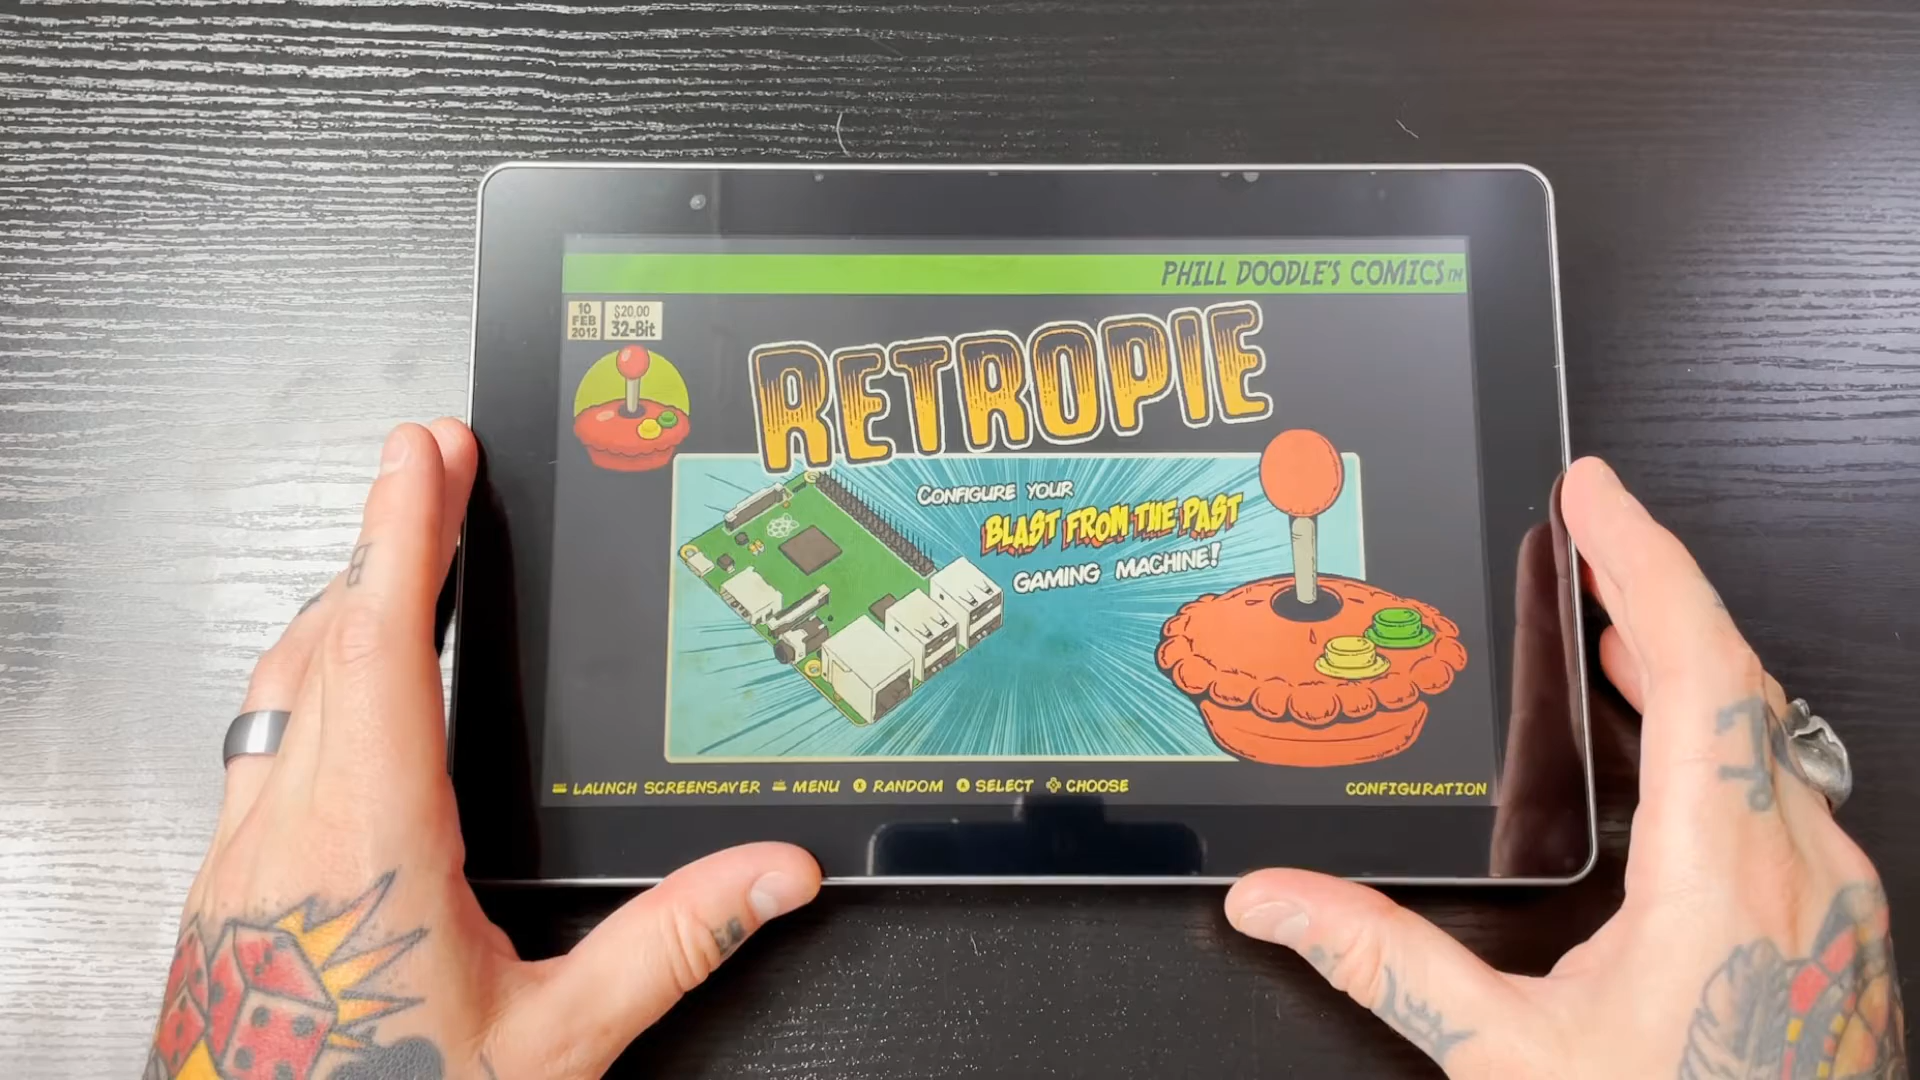 PHILL DOODLE'S COMICS™
10
FEB
2012
$20,00
32-Bit
RETROPIE
CONFIGURE YOUR
BLAST FROM THE PAST
GAMING MACHINE!
LAUNCH SCREENSAVER MENU RANDOM SELECT CHOOSE
CONFIGURATION